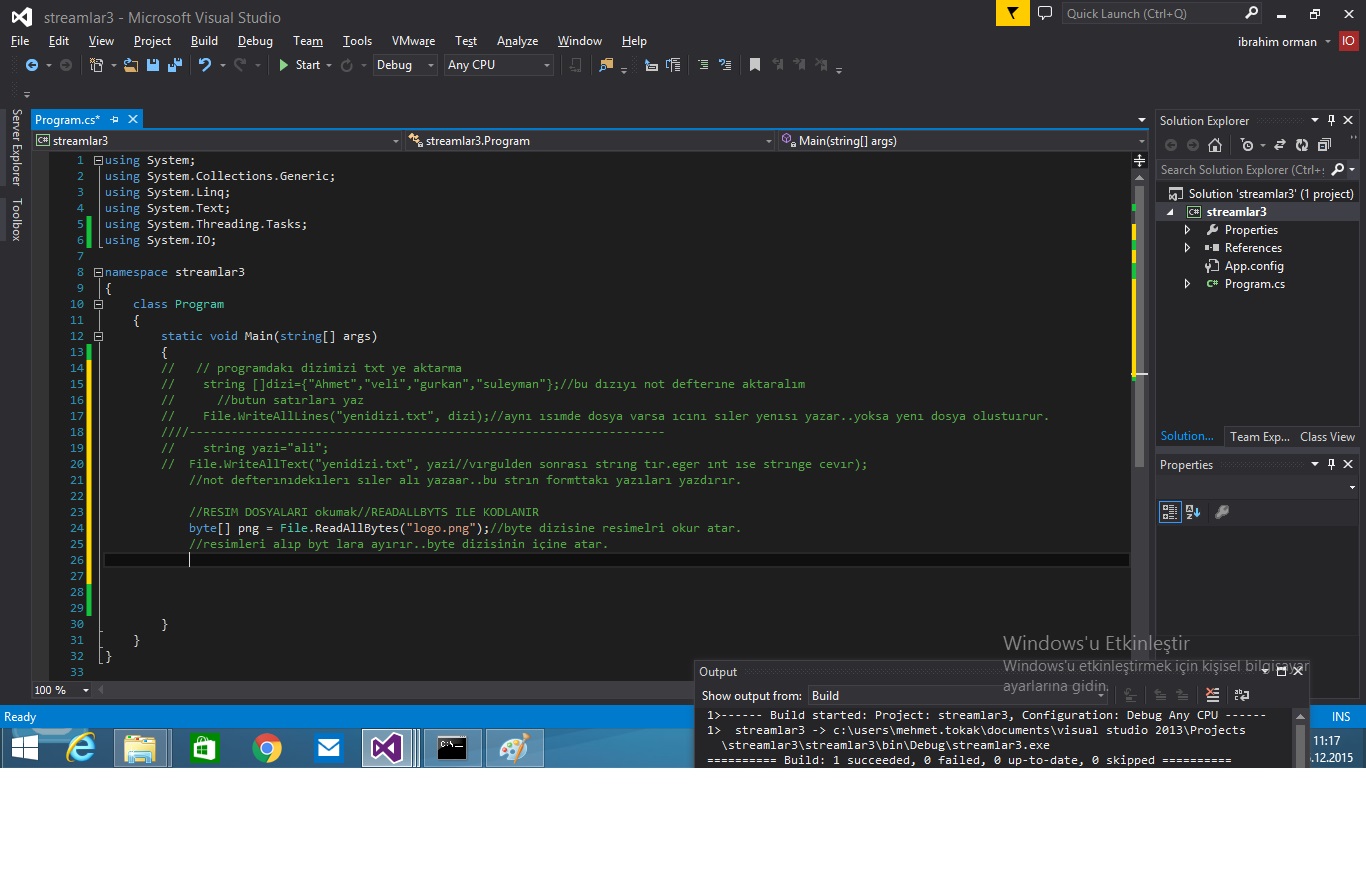 streamlar3 - Microsoft Visual Studio
Quick Launch (Ctrl+Q)
File Edit View Project Build Debug Team Tools VMware Test Analyze Window Help
ibrahim orman IO
Start Debug Any CPU
Server Explorer
Toolbox
Program.cs*
C# streamlar3 streamlar3.Program Main(string[] args)
1 using System;
2 using System.Collections.Generic;
3 using System.Linq;
4 using System.Text;
5 using System.Threading.Tasks;
6 using System.IO;
7
8 namespace streamlar3
9 {
10 class Program
11 {
12 static void Main(string[] args)
13 {
14 // // programdakı dizimizi txt ye aktarma
15 // string []dizi={"Ahmet","veli","gurkan","suleyman"};//bu dızıyı not defterıne aktaralım
16 // //butun satırları yaz
17 // File.WriteAllLines("yenidizi.txt", dizi);//aynı ısımde dosya varsa ıcını sıler yenısı yazar..yoksa yenı dosya olustuırur.
18 ////--------------------------------------------------------------------
19 // string yazi="ali";
20 // File.WriteAllText("yenidizi.txt", yazi//vırgulden sonrası strıng tır.eger ınt ıse strınge cevır);
21 //not defterınıdekılerı sıler alı yazaar..bu strın formttakı yazıları yazdırır.
22
23 //RESIM DOSYALARI okumak//READALLBYTS ILE KODLANIR
24 byte[] png = File.ReadAllBytes("logo.png");//byte dizisine resimelri okur atar.
25 //resimleri alıp byt lara ayırır..byte dizisinin içine atar.
26
27
28
29
30 }
31 }
32 }
33
100 %
Solution Explorer
Search Solution Explorer (Ctrl+;
Solution 'streamlar3' (1 project)
C# streamlar3
Properties
References
App.config
C# Program.cs
Solution... Team Exp... Class View
Properties
Windows'u Etkinleştir
Windows'u etkinleştirmek için kişisel bilgisayar
ayarlarına gidin.
Output
Show output from: Build
1>------ Build started: Project: streamlar3, Configuration: Debug Any CPU ------
1> streamlar3 -> c:\users\mehmet.tokak\documents\visual studio 2013\Projects
\streamlar3\streamlar3\bin\Debug\streamlar3.exe
========== Build: 1 succeeded, 0 failed, 0 up-to-date, 0 skipped ==========
Ready INS
11:17
.12.2015